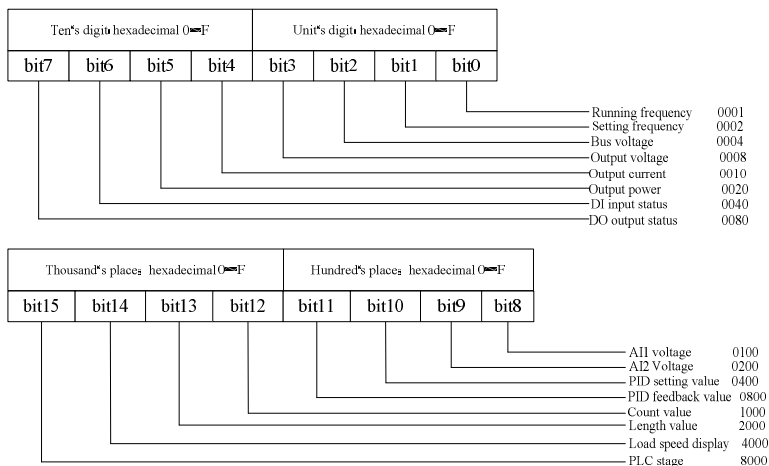 Ten's digit: hexadecimal 0~F Unit's digit: hexadecimal 0~F
bit7 bit6 bit5 bit4 bit3 bit2 bit1 bit0
Running frequency 0001
Setting frequency 0002
Bus voltage 0004
Output voltage 0008
Output current 0010
Output power 0020
DI input status 0040
DO output status 0080
Thousand's place: hexadecimal 0~F Hundred's place: hexadecimal 0~F
bit15 bit14 bit13 bit12 bit11 bit10 bit9 bit8
AI1 voltage 0100
AI2 Voltage 0200
PID setting value 0400
PID feedback value 0800
Count value 1000
Length value 2000
Load speed display 4000
PLC stage 8000